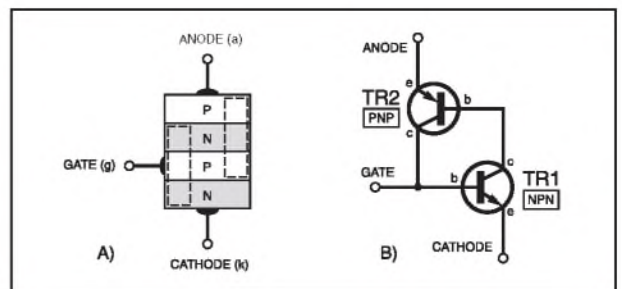 ANODE (a)
P
N
GATE (g)
P
N
A)
CATHODE (k)
ANODE
e
TR2
b
PNP
c
GATE
b
c
TR1
NPN
e
B)
CATHODE